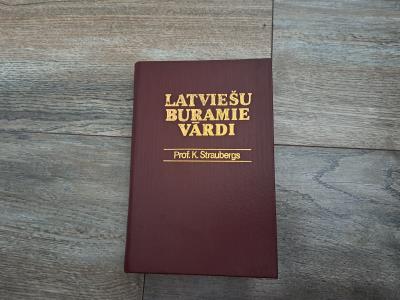 LATVIEŠU
BURAMIE
VĀRDI
Prof. K. Straubergs